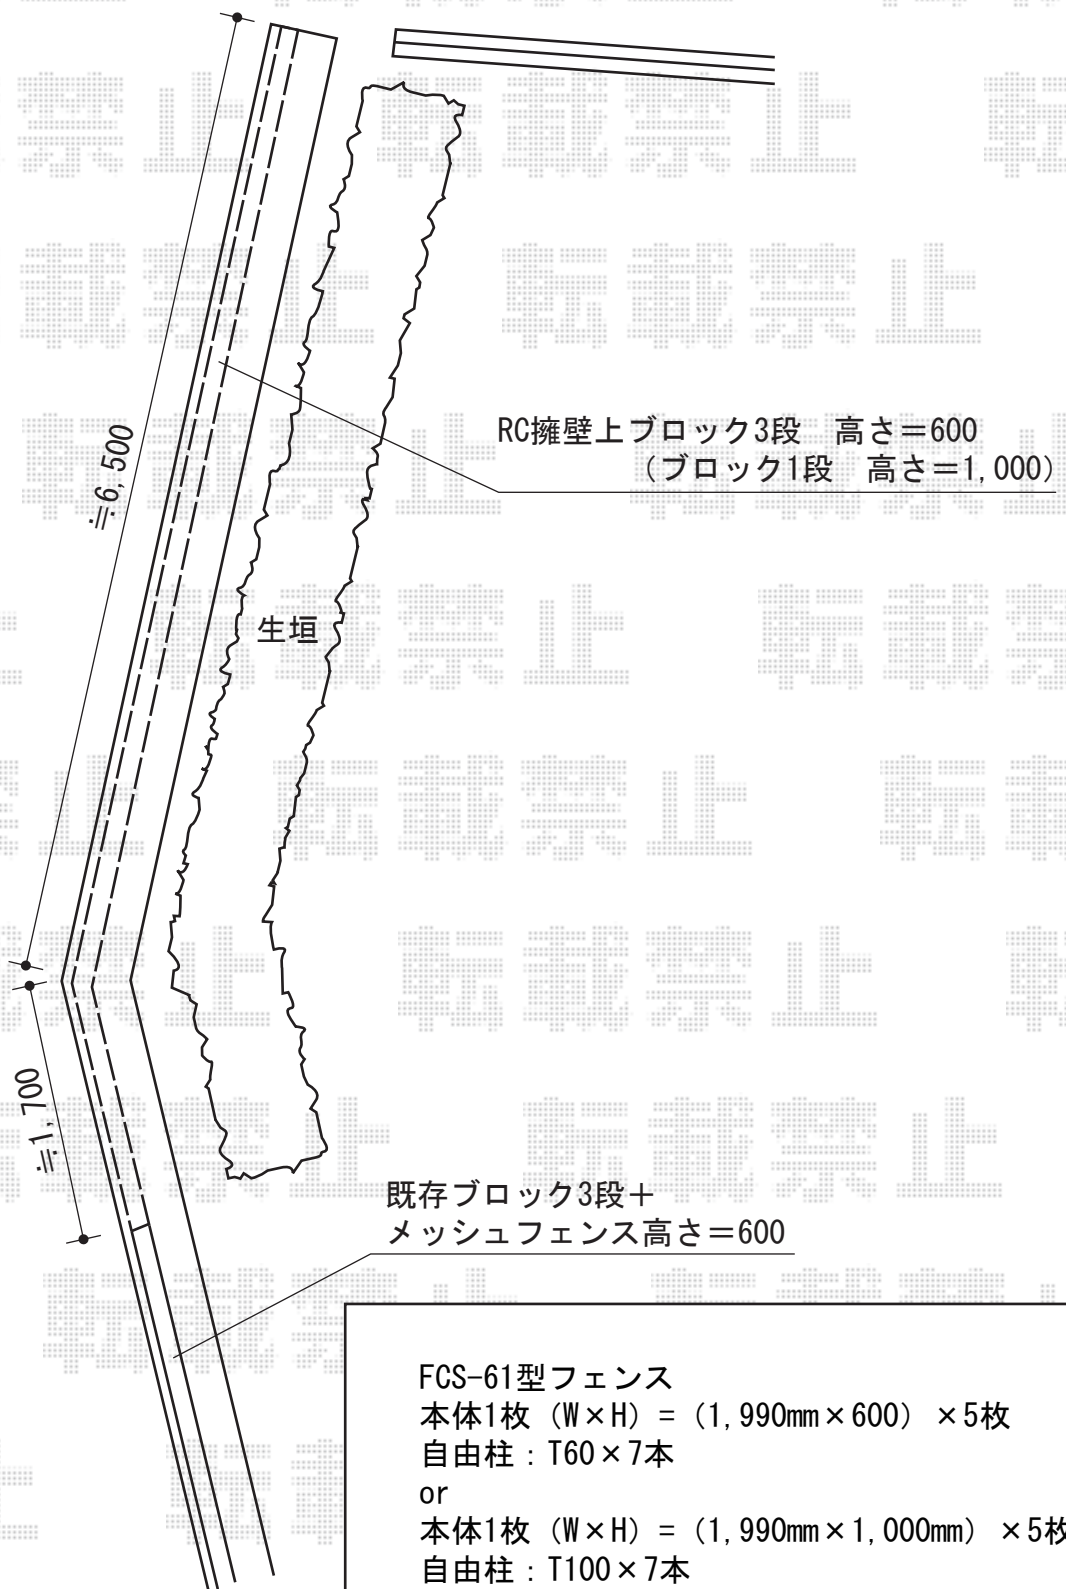 転載禁止
≒6,500
RC擁壁上ブロック3段 高さ＝600
（ブロック1段 高さ＝1,000）
生垣
≒1,700
既存ブロック3段＋
メッシュフェンス高さ＝600
FCS-61型フェンス
本体1枚（W×H）＝（1,990mm×600）×5枚
自由柱：T60×7本
or
本体1枚（W×H）＝（1,990mm×1,000mm）×5枚
自由柱：T100×7本